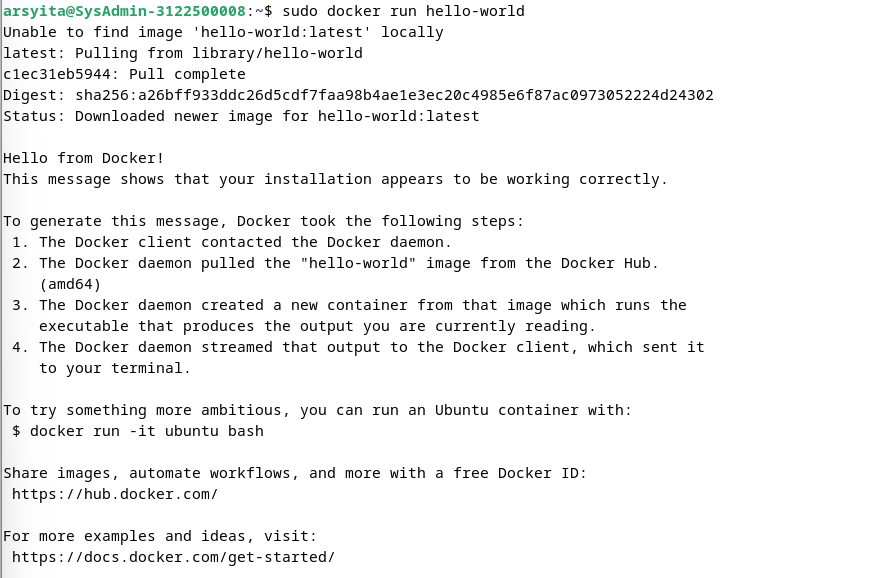 arsyita@SysAdmin-3122500008:~$ sudo docker run hello-world
Unable to find image 'hello-world:latest' locally
latest: Pulling from library/hello-world
c1ec31eb5944: Pull complete
Digest: sha256:a26bff933ddc26d5cdf7faa98b4ae1e3ec20c4985e6f87ac0973052224d24302
Status: Downloaded newer image for hello-world:latest

Hello from Docker!
This message shows that your installation appears to be working correctly.

To generate this message, Docker took the following steps:
 1. The Docker client contacted the Docker daemon.
 2. The Docker daemon pulled the "hello-world" image from the Docker Hub.
    (amd64)
 3. The Docker daemon created a new container from that image which runs the
    executable that produces the output you are currently reading.
 4. The Docker daemon streamed that output to the Docker client, which sent it
    to your terminal.

To try something more ambitious, you can run an Ubuntu container with:
 $ docker run -it ubuntu bash

Share images, automate workflows, and more with a free Docker ID:
 https://hub.docker.com/

For more examples and ideas, visit:
 https://docs.docker.com/get-started/